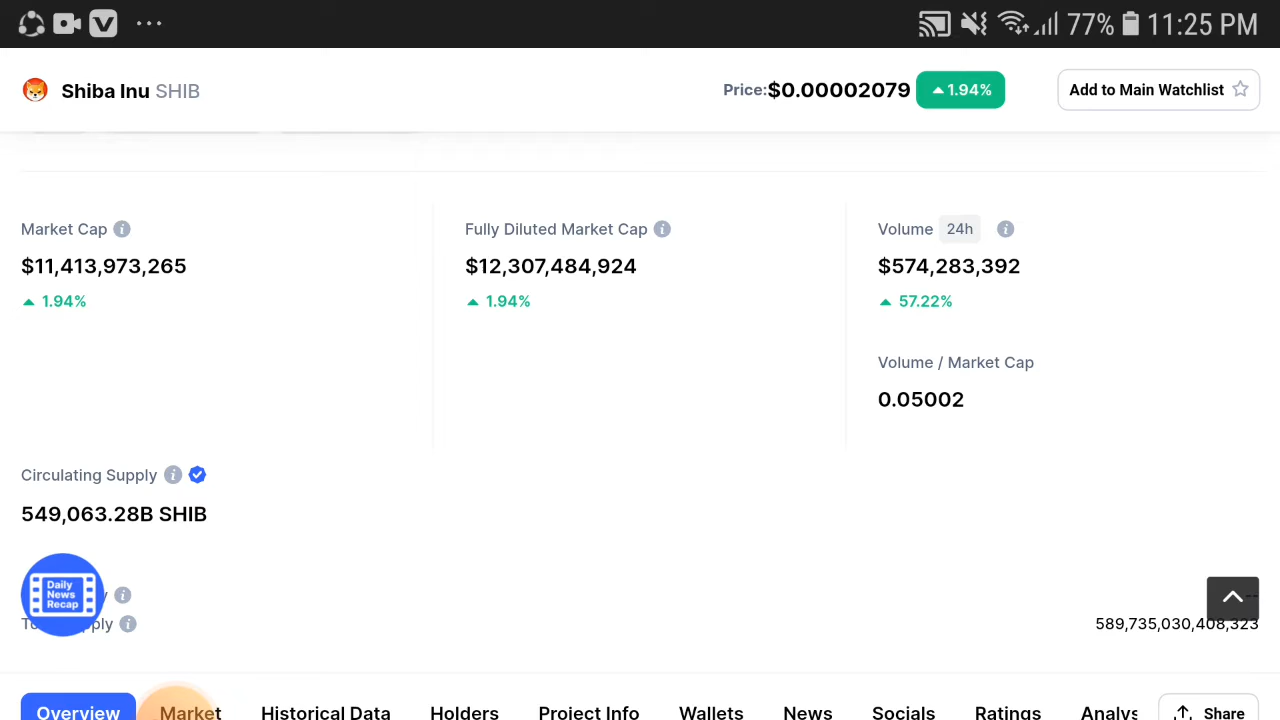 77% 11:25 PM
Shiba Inu SHIB Price:$0.00002079 1.94% Add to Main Watchlist
Market Cap
$11,413,973,265
1.94%
Fully Diluted Market Cap
$12,307,484,924
1.94%
Volume 24h
$574,283,392
57.22%
Volume / Market Cap
0.05002
Circulating Supply
549,063.28B SHIB
Daily
News
Recap
--
589,735,030,408,323
Overview Market Historical Data Holders Project Info Wallets News Socials Ratings Analys Share